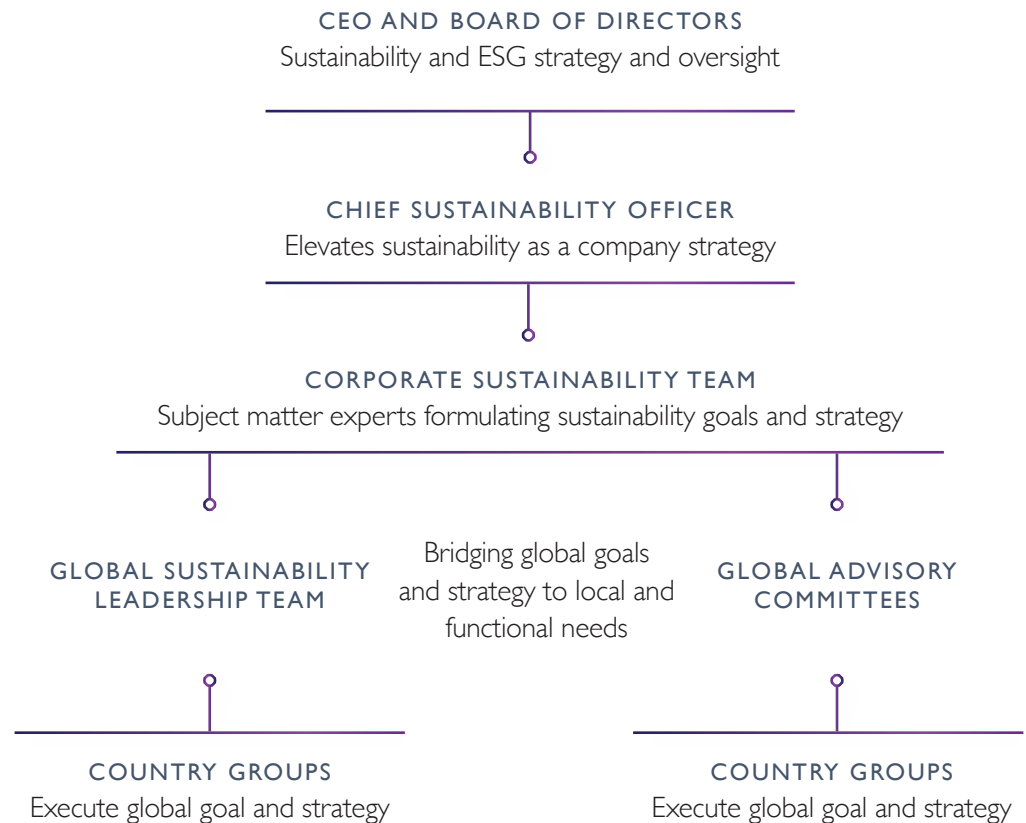 CEO AND BOARD OF DIRECTORS
Sustainability and ESG strategy and oversight
CHIEF SUSTAINABILITY OFFICER
Elevates sustainability as a company strategy
CORPORATE SUSTAINABILITY TEAM
Subject matter experts formulating sustainability goals and strategy
GLOBAL SUSTAINABILITY
LEADERSHIP TEAM
Bridging global goals
and strategy to local and
functional needs
GLOBAL ADVISORY
COMMITTEES
COUNTRY GROUPS
Execute global goal and strategy
COUNTRY GROUPS
Execute global goal and strategy